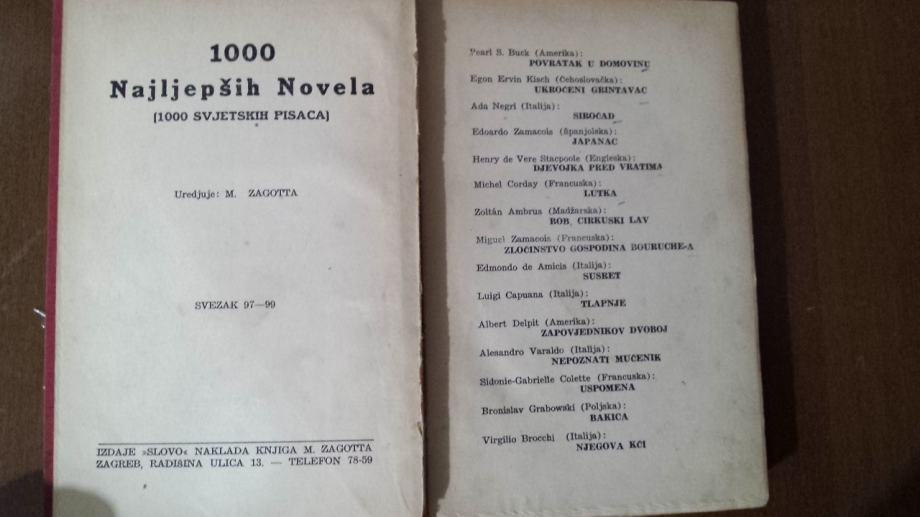 1000
Najljepših Novela
(1000 SVJETSKIH PISACA)
Uredjuje: M. ZAGOTTA
SVEZAK 97—99
IZDAJE »SLOVO« NAKLADA KNJIGA M. ZAGOTTA
ZAGREB, RADIŠINA ULICA 13. — TELEFON 78-59
Pearl S. Buck (Amerika):
POVRATAK U DOMOVINU
Egon Ervin Kisch (Čehoslovačka):
UKROĆENI GRINTAVAC
Ada Negri (Italija):
SIROČAD
Edoardo Zamacois (Španjolska):
JAPANAC
Henry de Vere Stacpoole (Engleska):
DJEVOJKA PRED VRATIMA
Michel Corday (Francuska):
LUTKA
Zoltán Ambrus (Madžarska):
BOB, CIRKUSKI LAV
Miguel Zamacois (Francuska):
ZLOČINSTVO GOSPODINA BOURUCHE-A
Edmondo de Amicis (Italija):
SUSRET
Luigi Capuana (Italija):
TLAPNJE
Albert Delpit (Amerika):
ZAPOVJEDNIKOV DVOBOJ
Alesandro Varaldo (Italija):
NEPOZNATI MUČENIK
Sidonie-Gabrielle Colette (Francuska):
USPOMENA
Bronislav Grabowski (Poljska):
BAKICA
Virgilio Brocchi (Italija):
NJEGOVA KĆI